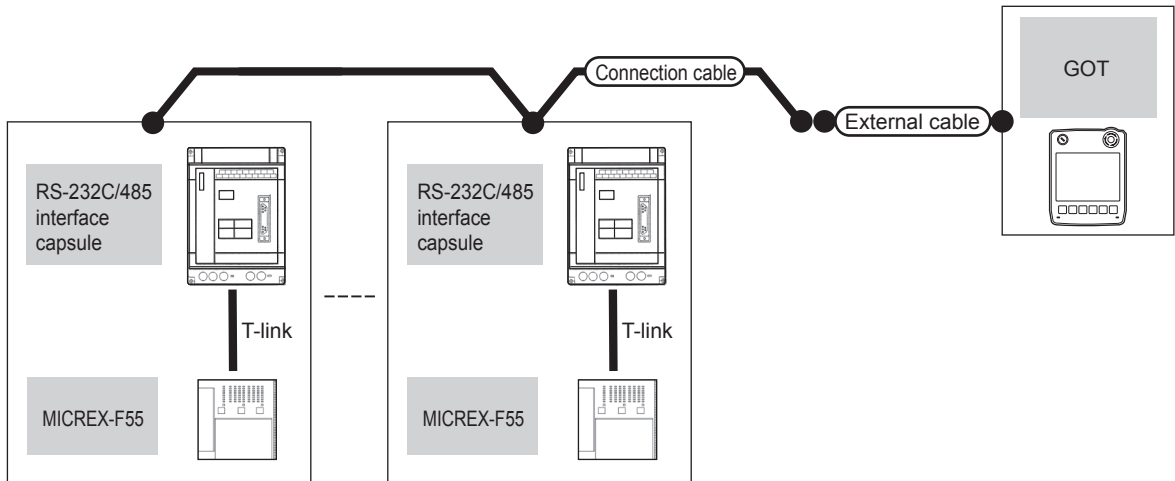 Connection cable
GOT
External cable
RS-232C/485
interface
capsule
RS-232C/485
interface
capsule
T-link
T-link
MICREX-F55
MICREX-F55